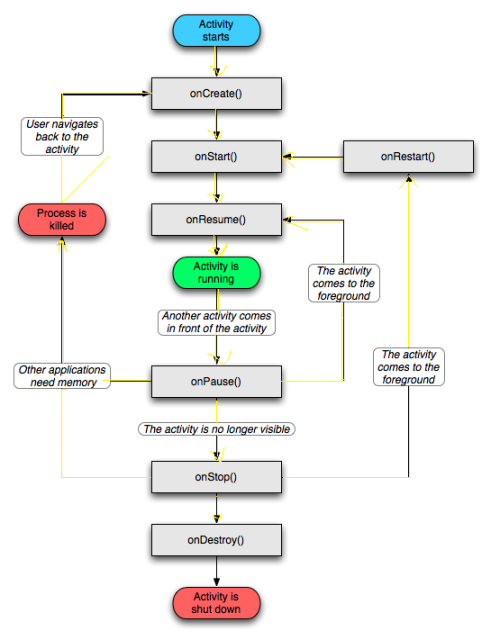 Activity
starts
onCreate()
User navigates
back to the
activity
onStart()
onRestart()
Process is
killed
onResume()
Activity is
running
The activity
comes to the
foreground
Another activity comes
in front of the activity
The activity
comes to the
foreground
Other applications
need memory
onPause()
The activity is no longer visible
onStop()
onDestroy()
Activity is
shut down